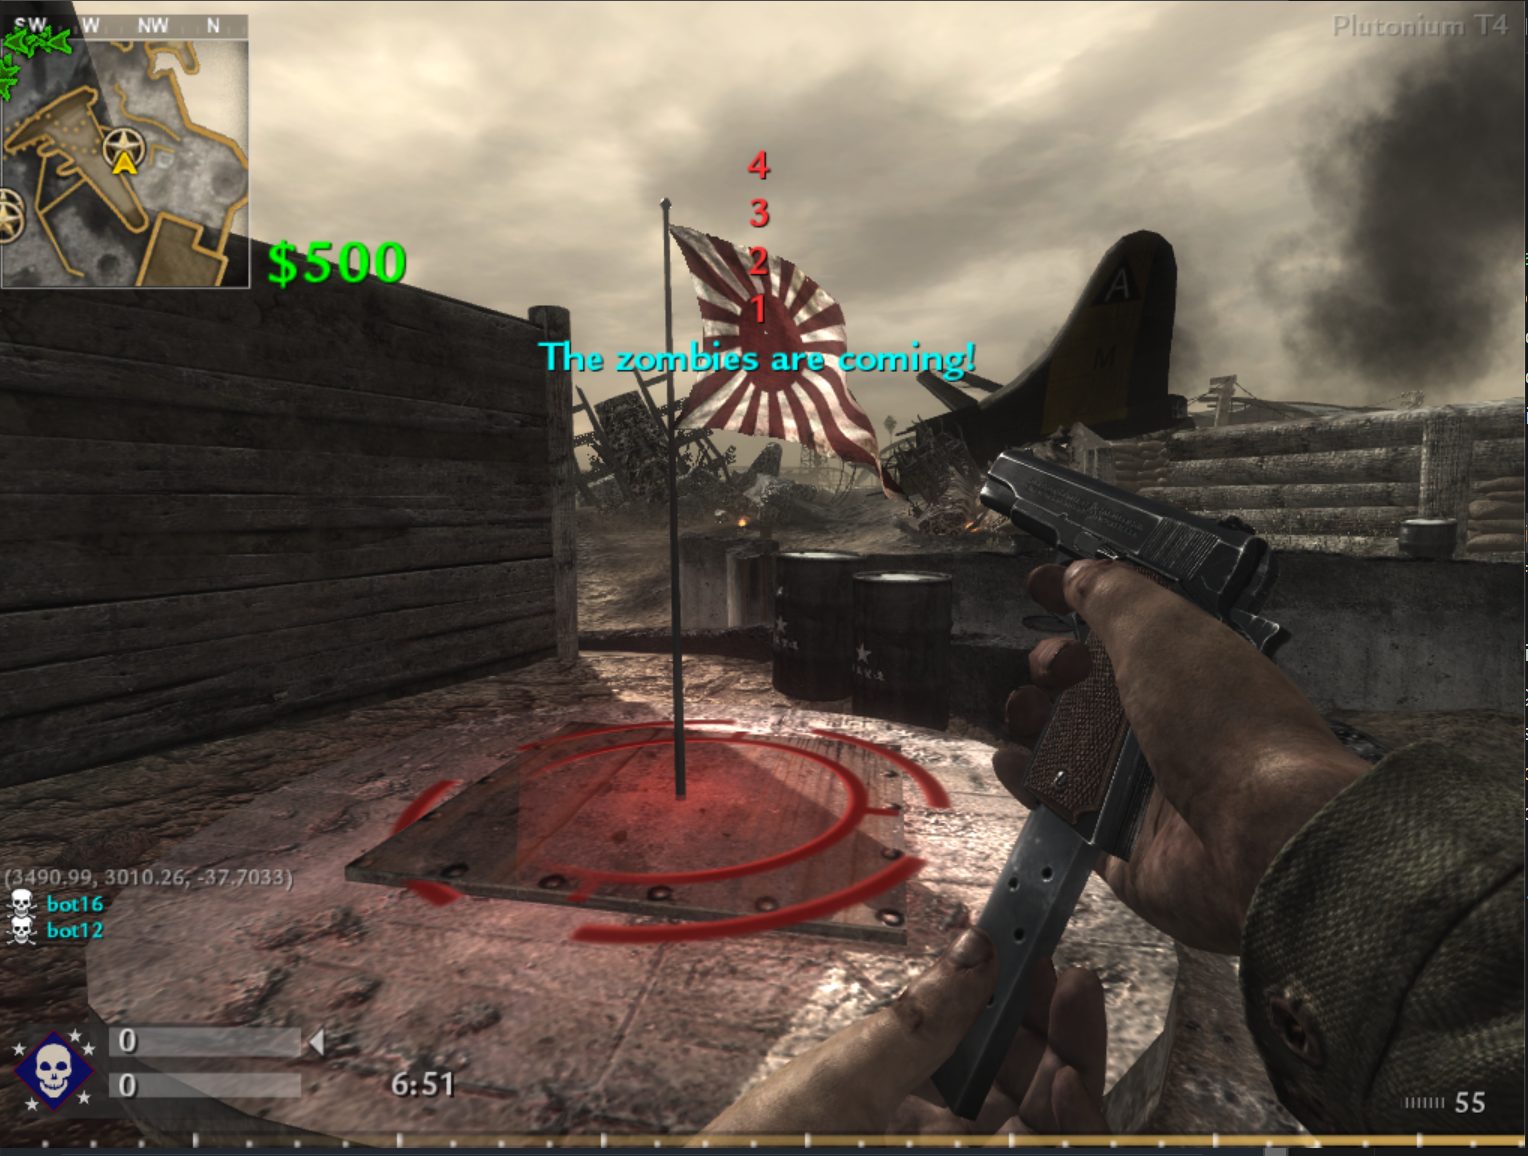 SW W NW N
Plutonium T4
4
3
2
1
$500
The zombies are coming!
A
M
(3490.99, 3010.26, -37.7033)
bot16
bot12
0
0
6:51
55